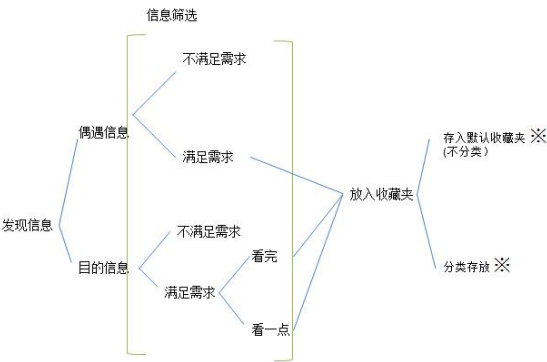 信息筛选
不满足需求
偶遇信息
满足需求
存入默认收藏夹 ※
(不分类)
放入收藏夹
发现信息
不满足需求
目的信息
看完
分类存放 ※
满足需求
看一点